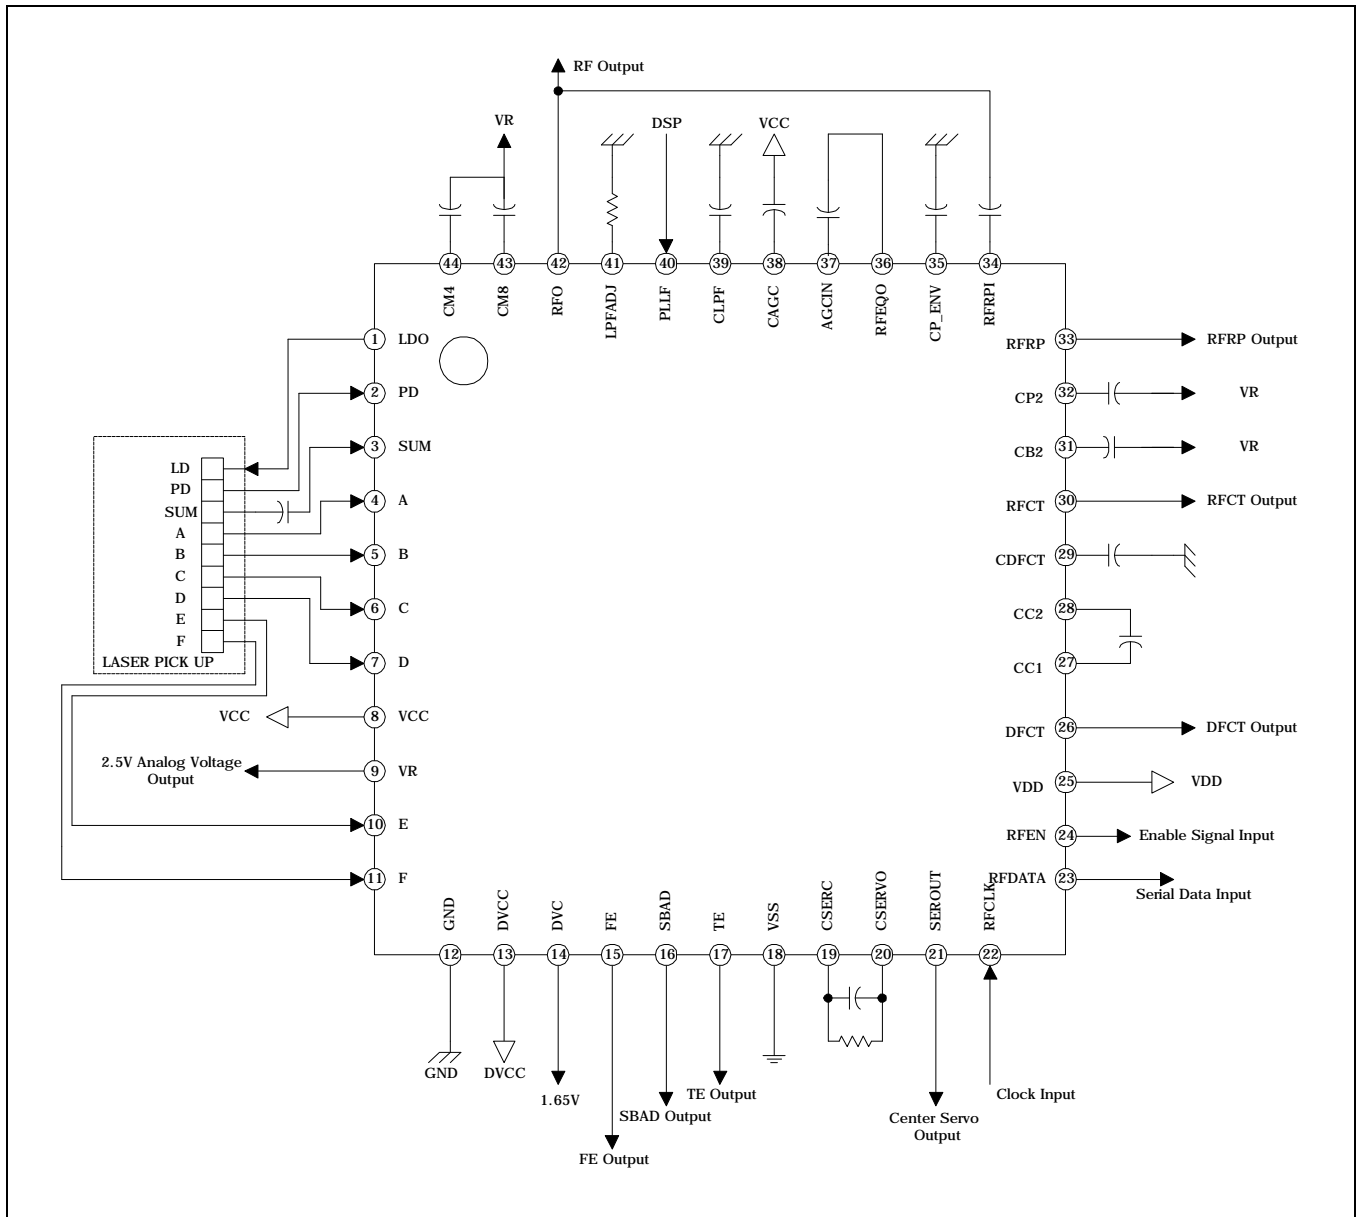 RF Output
VR
DSP
VCC
44
43
42
41
40
39
38
37
36
35
34
CM4
CM8
RFO
LPFADJ
PLLF
CLPF
CAGC
AGCIN
RFEQO
CP_ENV
RFRPI
1 LDO
2 PD
3 SUM
4 A
5 B
6 C
7 D
VCC 8 VCC
2.5V Analog Voltage
Output
9 VR
10 E
11 F
LD
PD
SUM
A
B
C
D
E
F
LASER PICK UP
RFRP 33 RFRP Output
CP2 32 VR
CB2 31 VR
RFCT 30 RFCT Output
CDFCT 29
CC2 28
CC1 27
DFCT 26 DFCT Output
VDD 25 VDD
RFEN 24 Enable Signal Input
RFDATA 23
Serial Data Input
GND
DVCC
DVC
FE
SBAD
TE
VSS
CSERC
CSERVO
SEROUT
RFCLK
12
13
14
15
16
17
18
19
20
21
22
GND
DVCC
1.65V
FE Output
SBAD Output
TE Output
Center Servo
Output
Clock Input